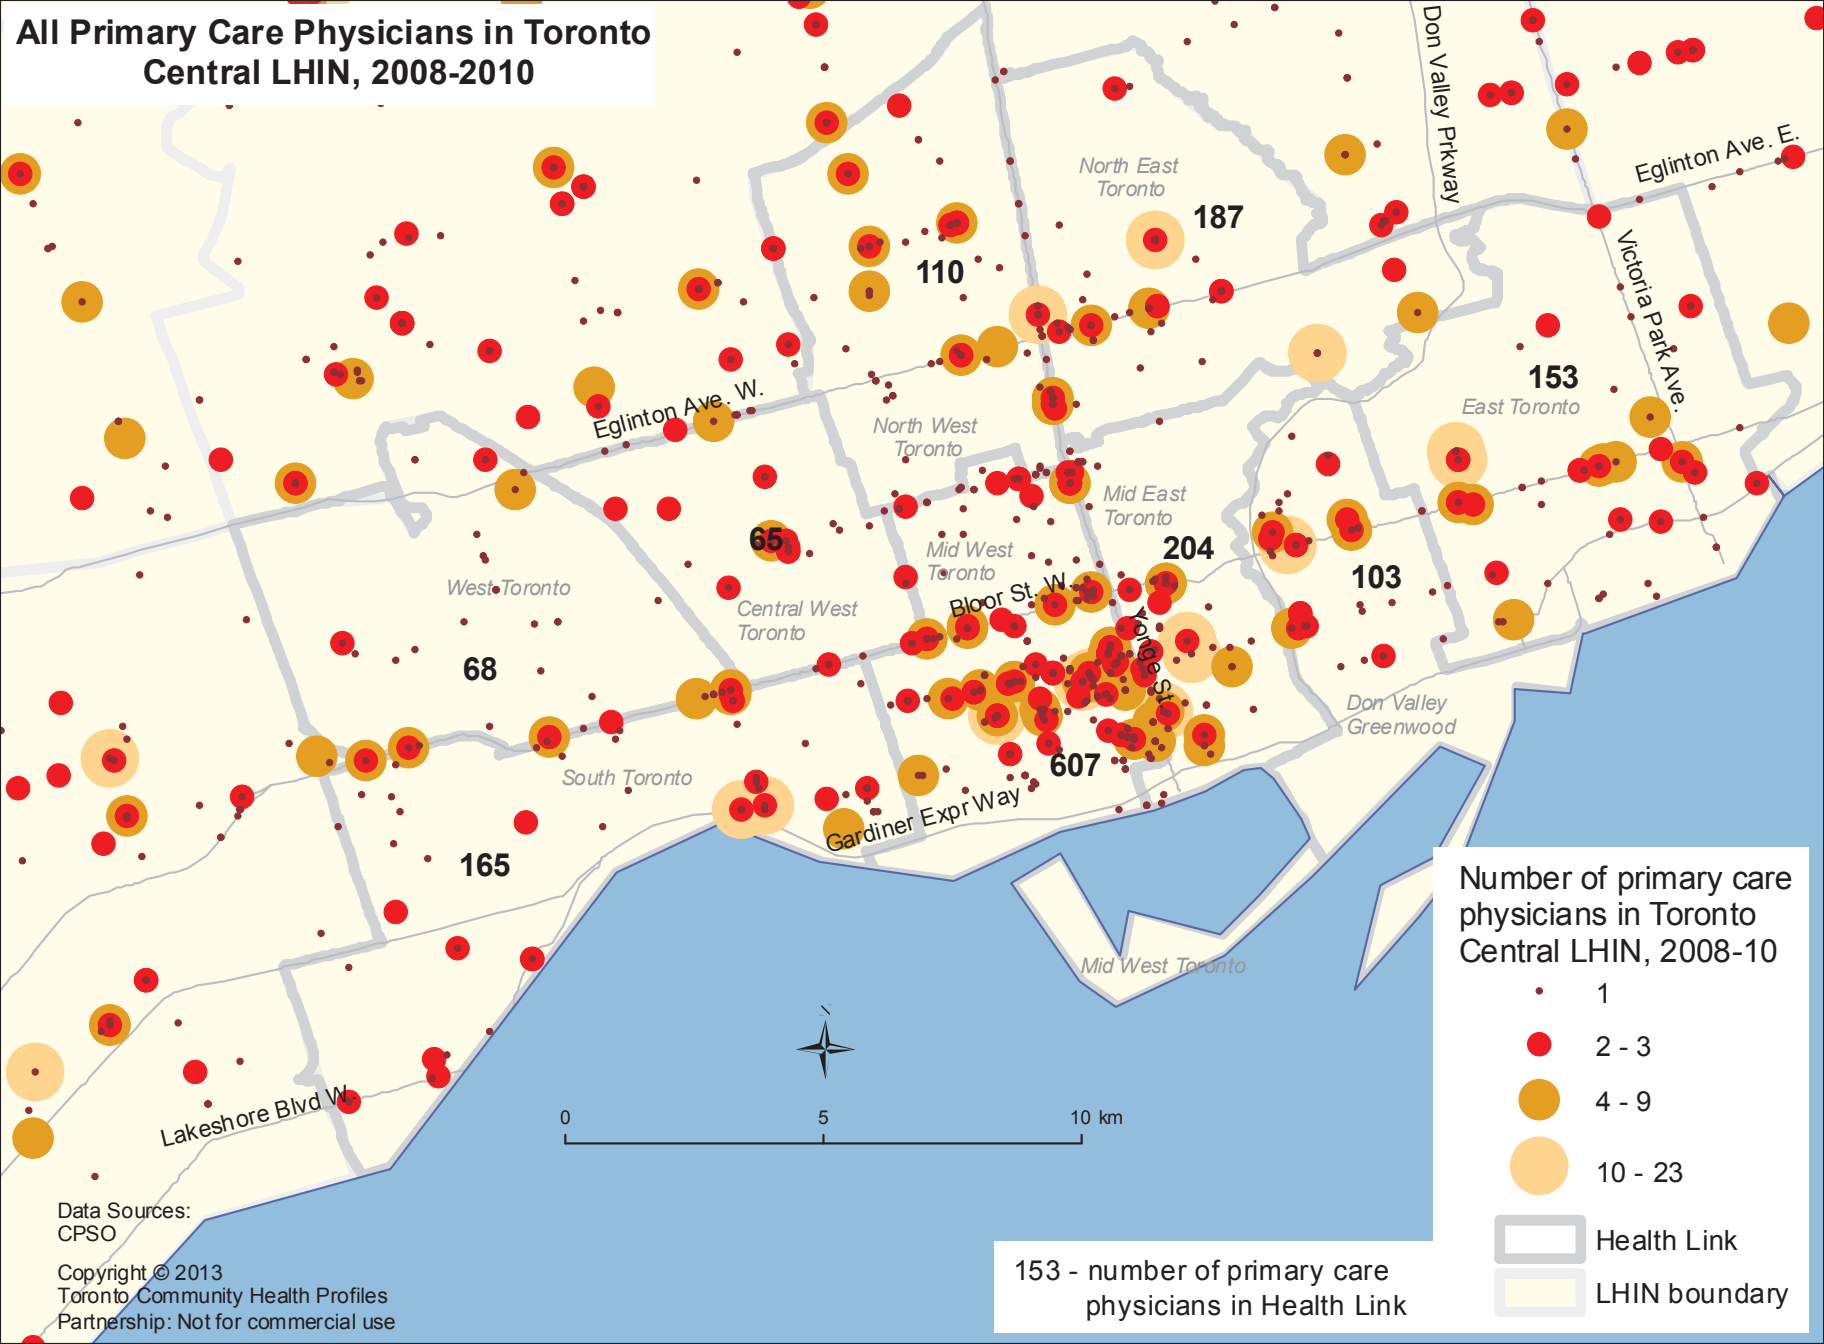 All Primary Care Physicians in Toronto
Central LHIN, 2008-2010
Don Valley Prkway
Eglinton Ave. E.
North East
Toronto
187
110
Victoria Park Ave.
153
East Toronto
Eglinton Ave. W.
North West
Toronto
Mid East
Toronto
204
65
Mid West
Toronto
103
West Toronto
Bloor St. W.
Central West
Toronto
Yonge St.
68
Don Valley
Greenwood
607
South Toronto
Gardiner Expr Way
165
Mid West Toronto
N
Lakeshore Blvd W.
0 5 10 km
Data Sources:
CPSO
Copyright © 2013
Toronto Community Health Profiles
Partnership: Not for commercial use
Number of primary care
physicians in Toronto
Central LHIN, 2008-10
1
2 - 3
4 - 9
10 - 23
Health Link
LHIN boundary
153 - number of primary care
physicians in Health Link